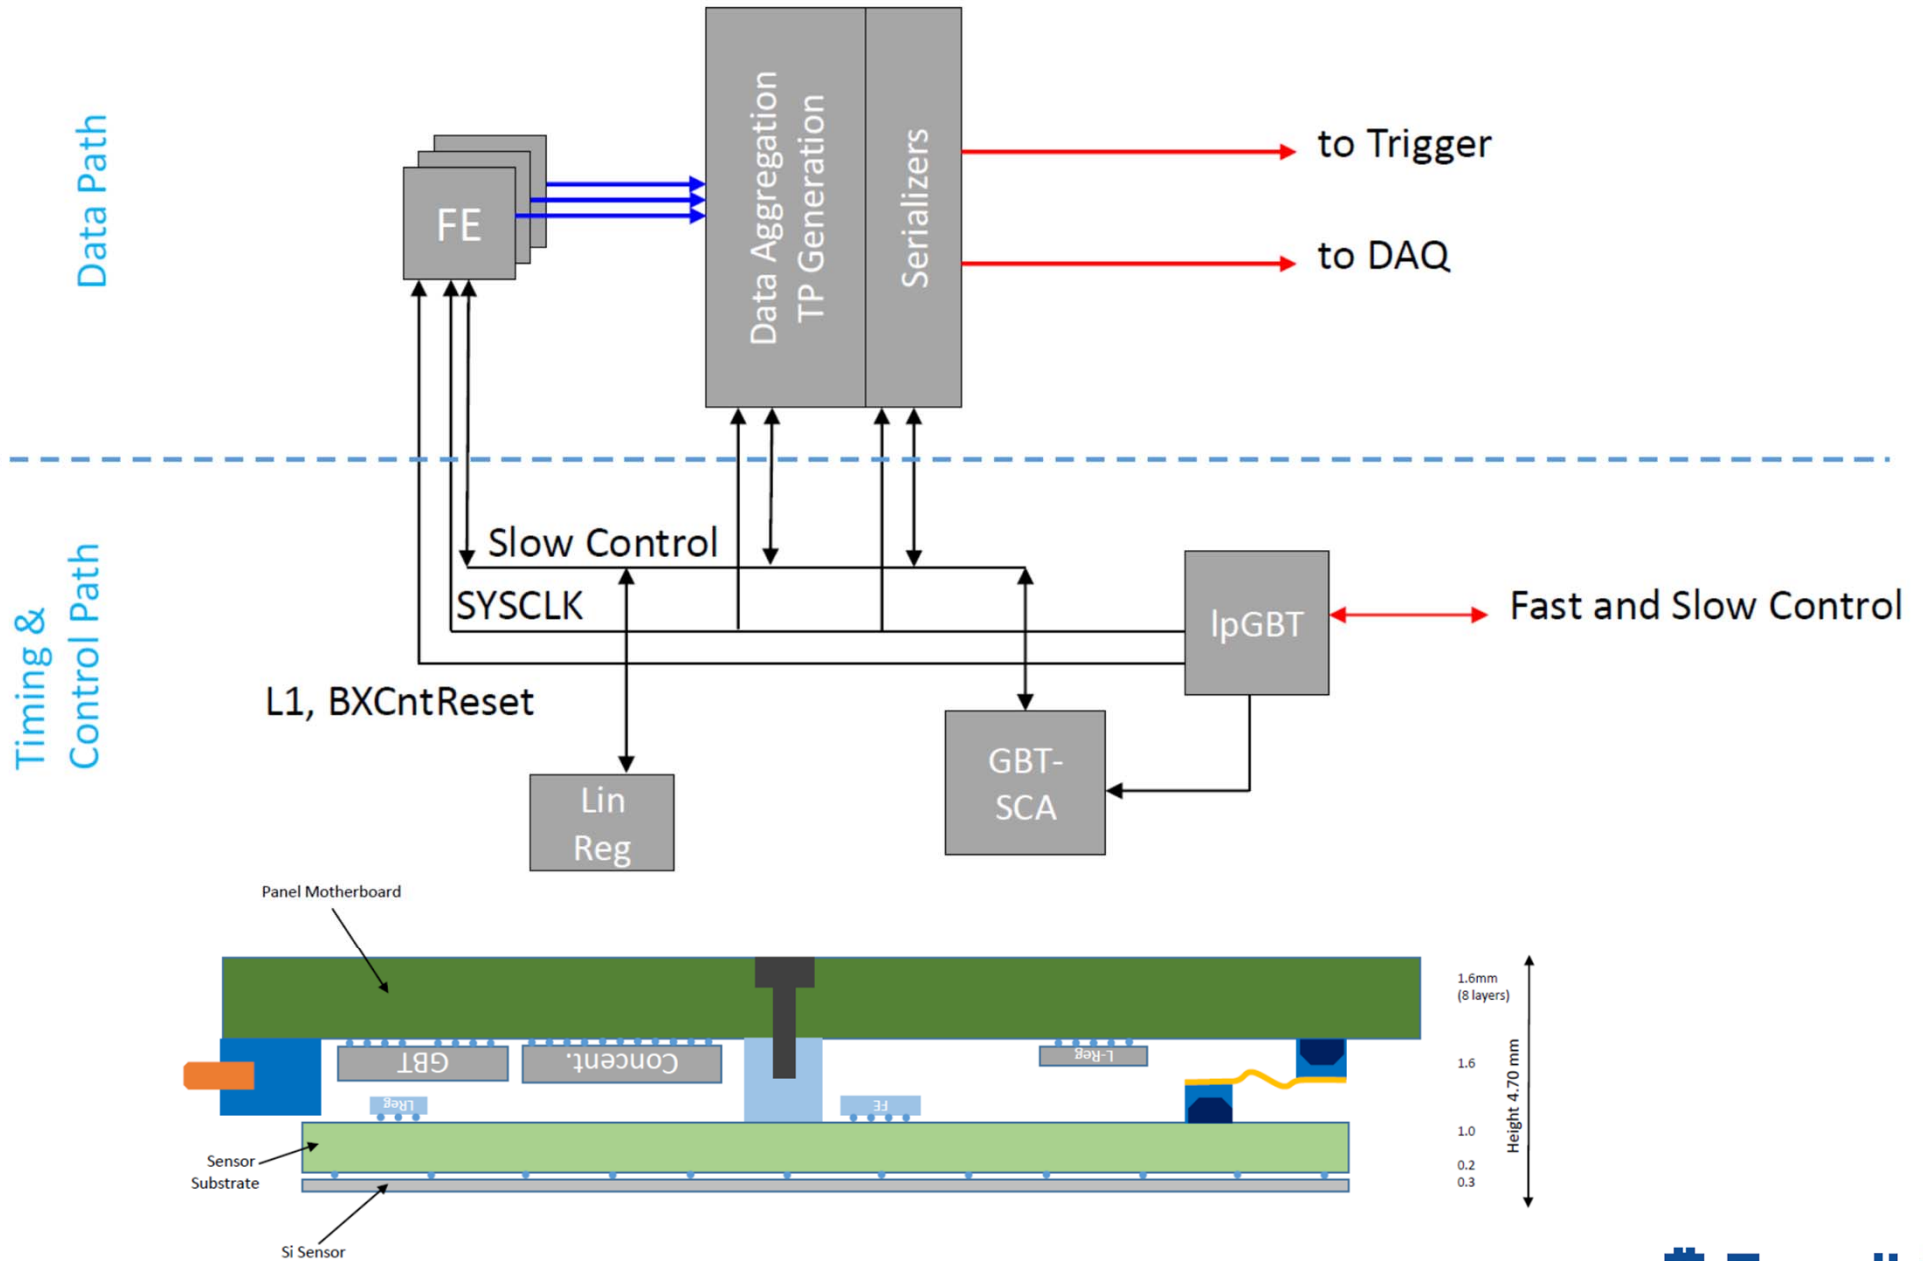 Data Path
FE
Data Aggregation
TP Generation
Serializers
to Trigger
to DAQ
Timing &
Control Path
Slow Control
SYSCLK
L1, BXCntReset
lpGBT
Fast and Slow Control
GBT-
SCA
Lin
Reg
Panel Motherboard
1.6mm
(8 layers)
GBT
Concent.
L-Reg
1.6
LReg
FE
Height 4.70 mm
1.0
Sensor
Substrate
0.2
0.3
Si Sensor